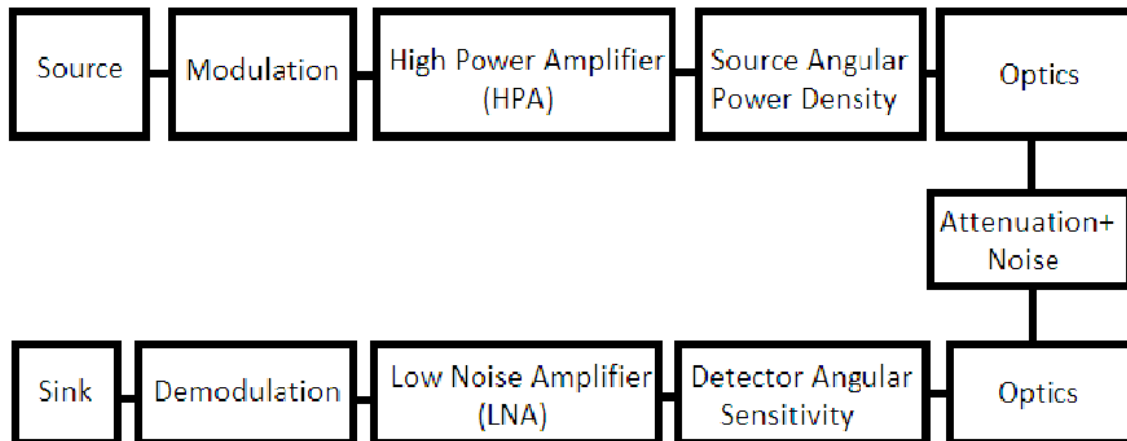 Source
Modulation
High Power Amplifier
(HPA)
Source Angular
Power Density
Optics
Attenuation+
Noise
Sink
Demodulation
Low Noise Amplifier
(LNA)
Detector Angular
Sensitivity
Optics